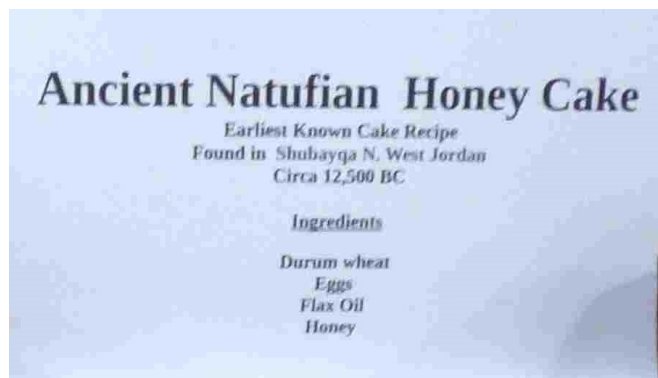 Ancient Natufian Honey Cake
Earliest Known Cake Recipe
Found in Shubayqa N. West Jordan
Circa 12,500 BC
Ingredients
Durum wheat
Eggs
Flax Oil
Honey